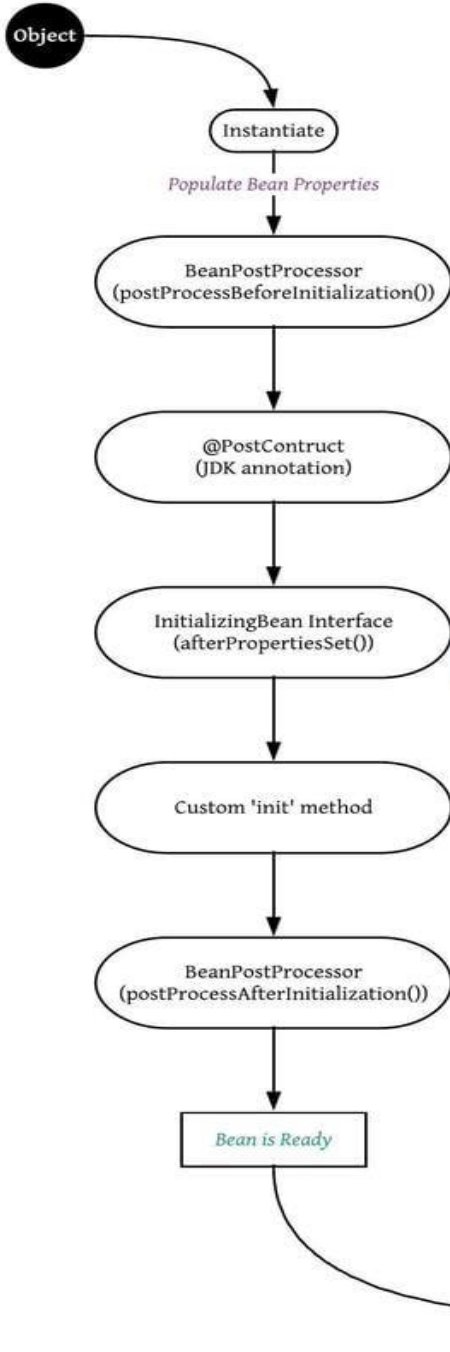 Object
Instantiate
Populate Bean Properties
BeanPostProcessor
(postProcessBeforeInitialization())
@PostContruct
(JDK annotation)
InitializingBean Interface
(afterPropertiesSet())
Custom 'init' method
BeanPostProcessor
(postProcessAfterInitialization())
Bean is Ready